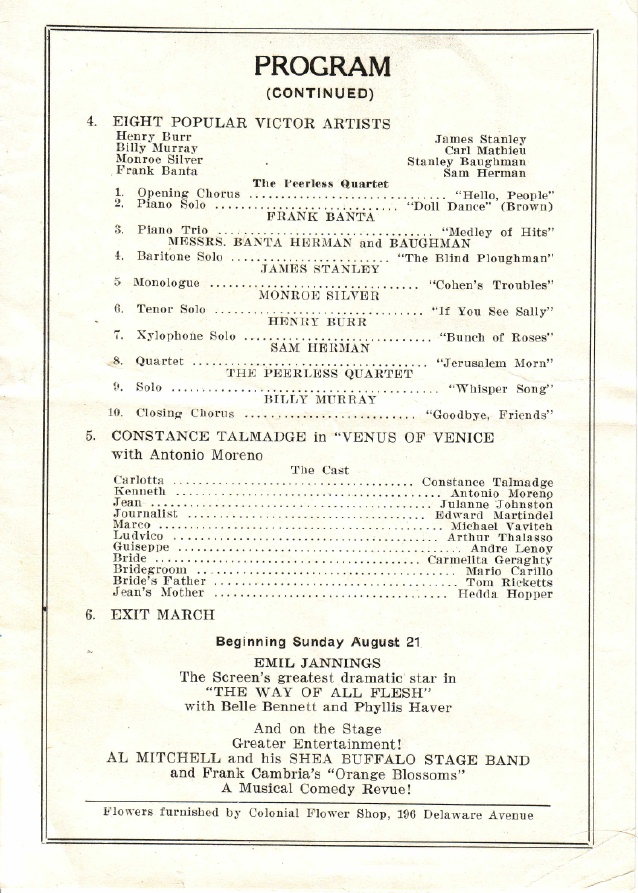 PROGRAM
(CONTINUED)
4. EIGHT POPULAR VICTOR ARTISTS
Henry Burr James Stanley
Billy Murray Carl Mathieu
Monroe Silver Stanley Baughman
Frank Banta Sam Herman
The Peerless Quartet
1. Opening Chorus ............................. "Hello, People"
2. Piano Solo ........................... "Doll Dance" (Brown)
FRANK BANTA
3. Piano Trio ................................ "Medley of Hits"
MESSRS. BANTA HERMAN and BAUGHMAN
4. Baritone Solo ....................... "The Blind Ploughman"
JAMES STANLEY
5 Monologue ............................... "Cohen's Troubles"
MONROE SILVER
6. Tenor Solo ............................... "If You See Sally"
HENRY BURR
7. Xylophone Solo ............................ "Bunch of Roses"
SAM HERMAN
8. Quartet ................................... "Jerusalem Morn"
THE PEERLESS QUARTET
9. Solo ....................................... "Whisper Song"
BILLY MURRAY
10. Closing Chorus ......................... "Goodbye, Friends"
5. CONSTANCE TALMADGE in "VENUS OF VENICE
with Antonio Moreno
The Cast
Carlotta ................................... Constance Talmadge
Kenneth ....................................... Antonio Moreno
Jean ......................................... Julanne Johnston
Journalist ................................... Edward Martindel
Marco ......................................... Michael Vavitch
Ludvico ....................................... Arthur Thalasso
Guiseppe ......................................... Andre Lenoy
Bride ....................................... Carmelita Geraghty
Bridegroom ...................................... Mario Carillo
Bride's Father ................................... Tom Ricketts
Jean's Mother .................................. Hedda Hopper
6. EXIT MARCH
Beginning Sunday August 21
EMIL JANNINGS
The Screen's greatest dramatic star in
"THE WAY OF ALL FLESH"
with Belle Bennett and Phyllis Haver
And on the Stage
Greater Entertainment!
AL MITCHELL and his SHEA BUFFALO STAGE BAND
and Frank Cambria's "Orange Blossoms"
A Musical Comedy Revue!
Flowers furnished by Colonial Flower Shop, 196 Delaware Avenue